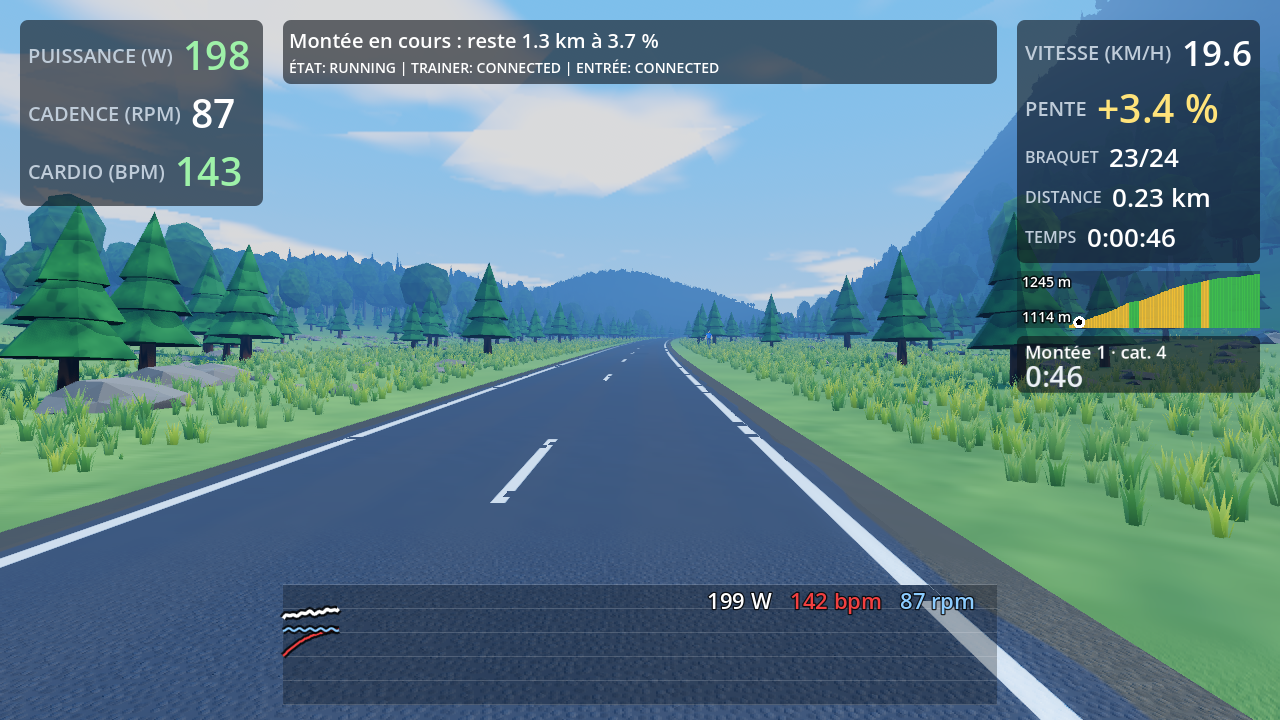 PUISSANCE (W) 198
CADENCE (RPM) 87
CARDIO (BPM) 143
Montée en cours : reste 1.3 km à 3.7 %
ÉTAT: RUNNING | TRAINER: CONNECTED | ENTRÉE: CONNECTED
VITESSE (KM/H) 19.6
PENTE +3.4 %
BRAQUET 23/24
DISTANCE 0.23 km
TEMPS 0:00:46
1245 m
1114 m
Montée 1 · cat. 4
0:46
199 W 142 bpm 87 rpm